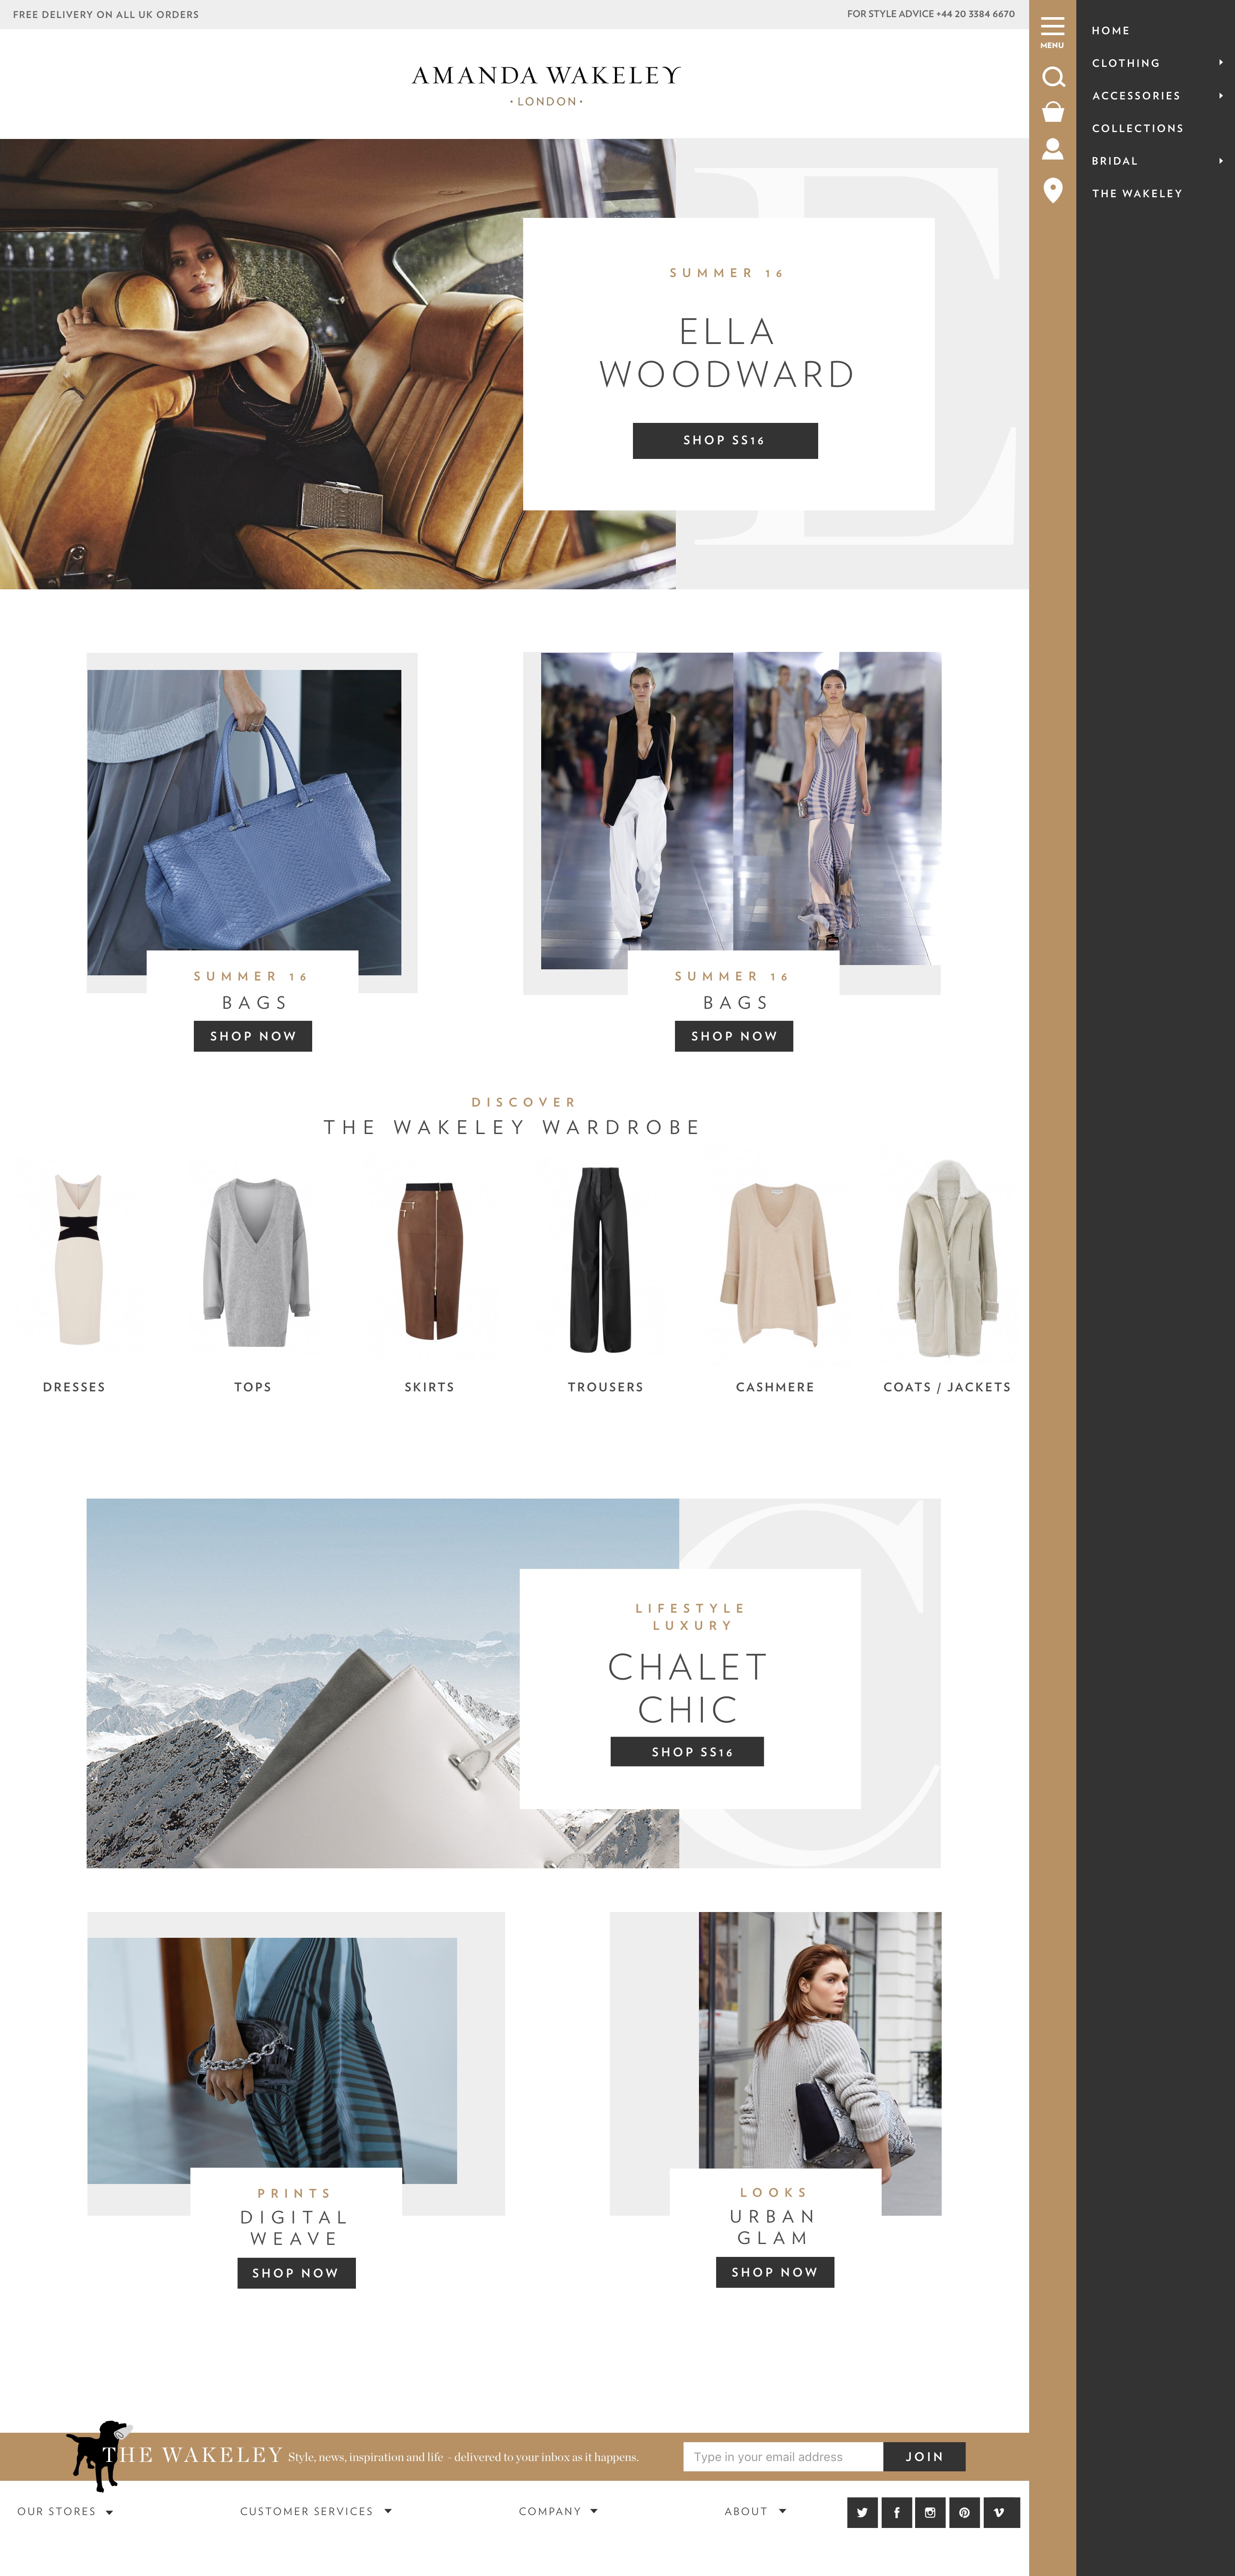 FREE DELIVERY ON ALL UK ORDERS
FOR STYLE ADVICE +44 20 3384 6670
MENU
HOME
CLOTHING
ACCESSORIES
COLLECTIONS
BRIDAL
THE WAKELEY
AMANDA WAKELEY
• LONDON •
E
SUMMER 16
ELLA
WOODWARD
SHOP SS16
SUMMER 16
BAGS
SHOP NOW
SUMMER 16
BAGS
SHOP NOW
DISCOVER
THE WAKELEY WARDROBE
DRESSES
TOPS
SKIRTS
TROUSERS
CASHMERE
COATS / JACKETS
C
LIFESTYLE
LUXURY
CHALET
CHIC
SHOP SS16
PRINTS
DIGITAL
WEAVE
SHOP NOW
LOOKS
URBAN
GLAM
SHOP NOW
THE WAKELEY Style, news, inspiration and life - delivered to your inbox as it happens.
Type in your email address
JOIN
OUR STORES
CUSTOMER SERVICES
COMPANY
ABOUT